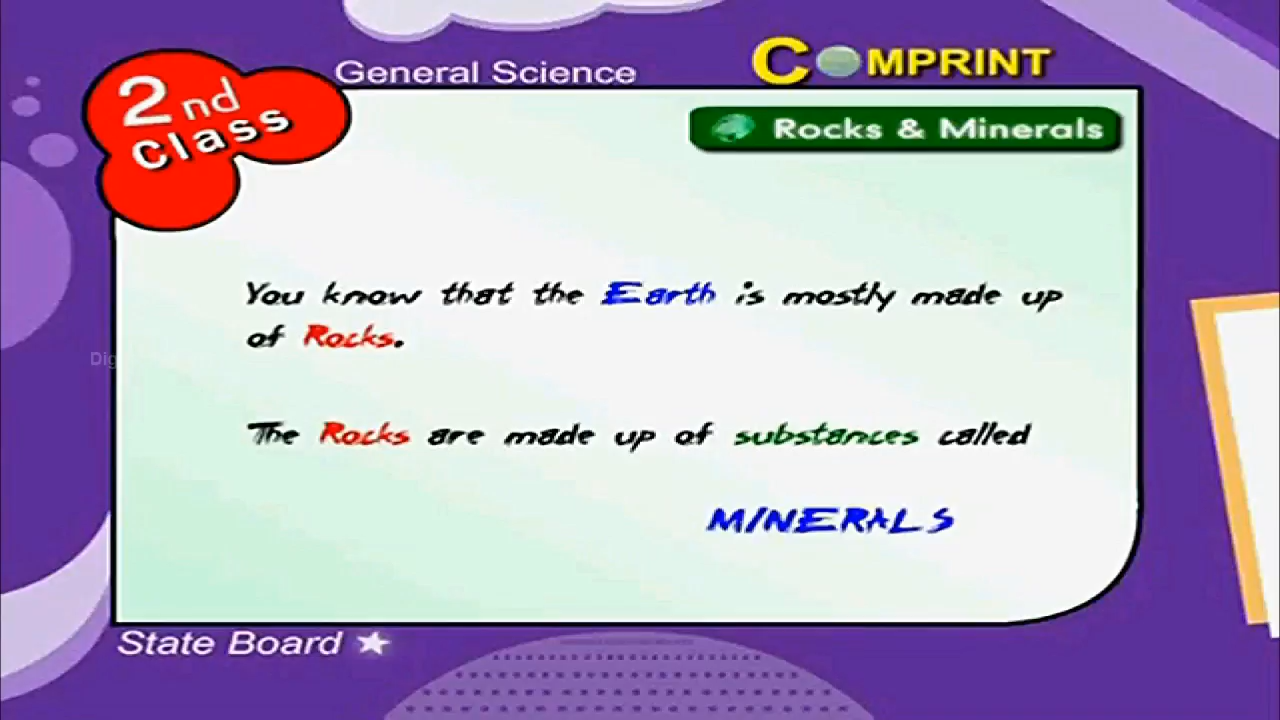 General Science
COMPRINT
2nd
Class
Rocks & Minerals
You know that the Earth is mostly made up
of Rocks.
The Rocks are made up of substances called
MINERALS
State Board